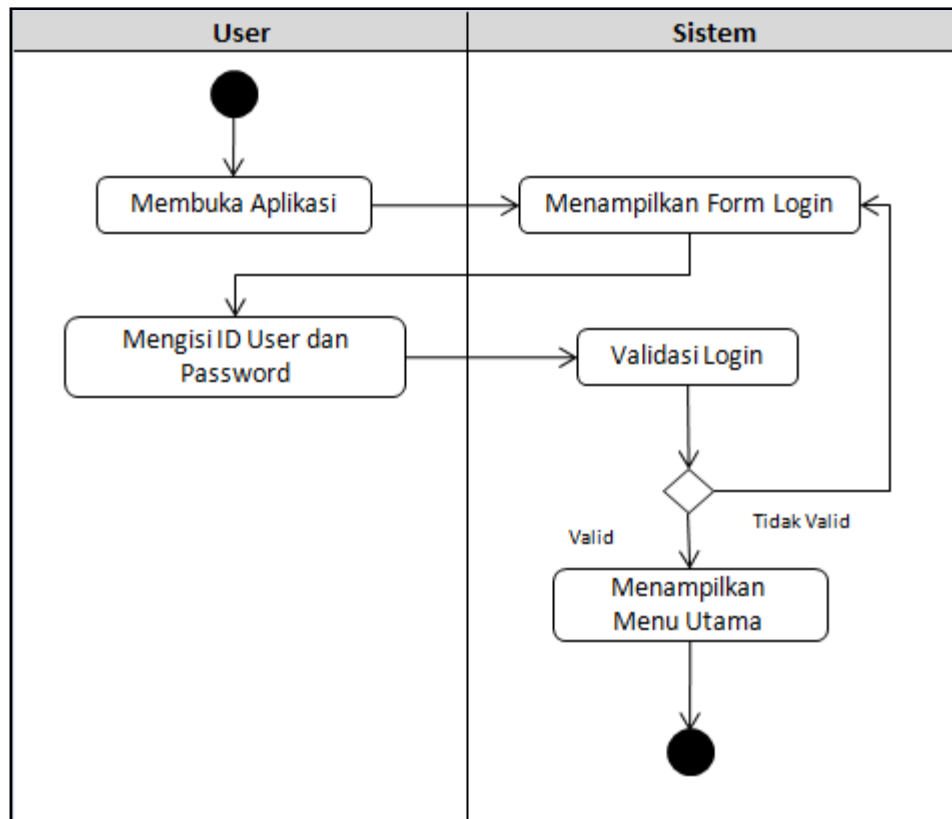 User
Sistem
Membuka Aplikasi
Menampilkan Form Login
Mengisi ID User dan
Password
Validasi Login
Valid
Tidak Valid
Menampilkan
Menu Utama